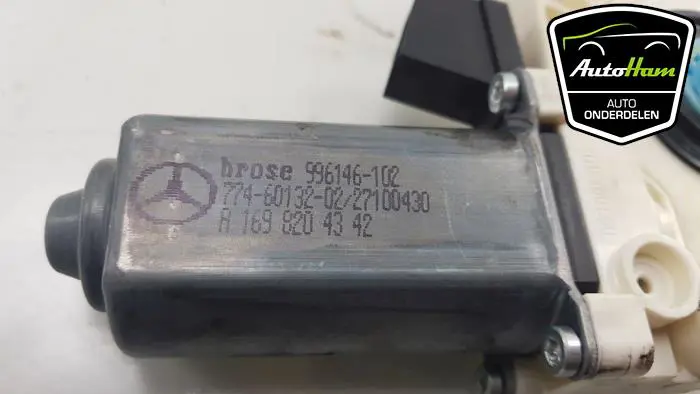 brose 996146-102
774-60132-02/27100430
A 169 820 43 42
AutoHam
AUTO
ONDERDELEN